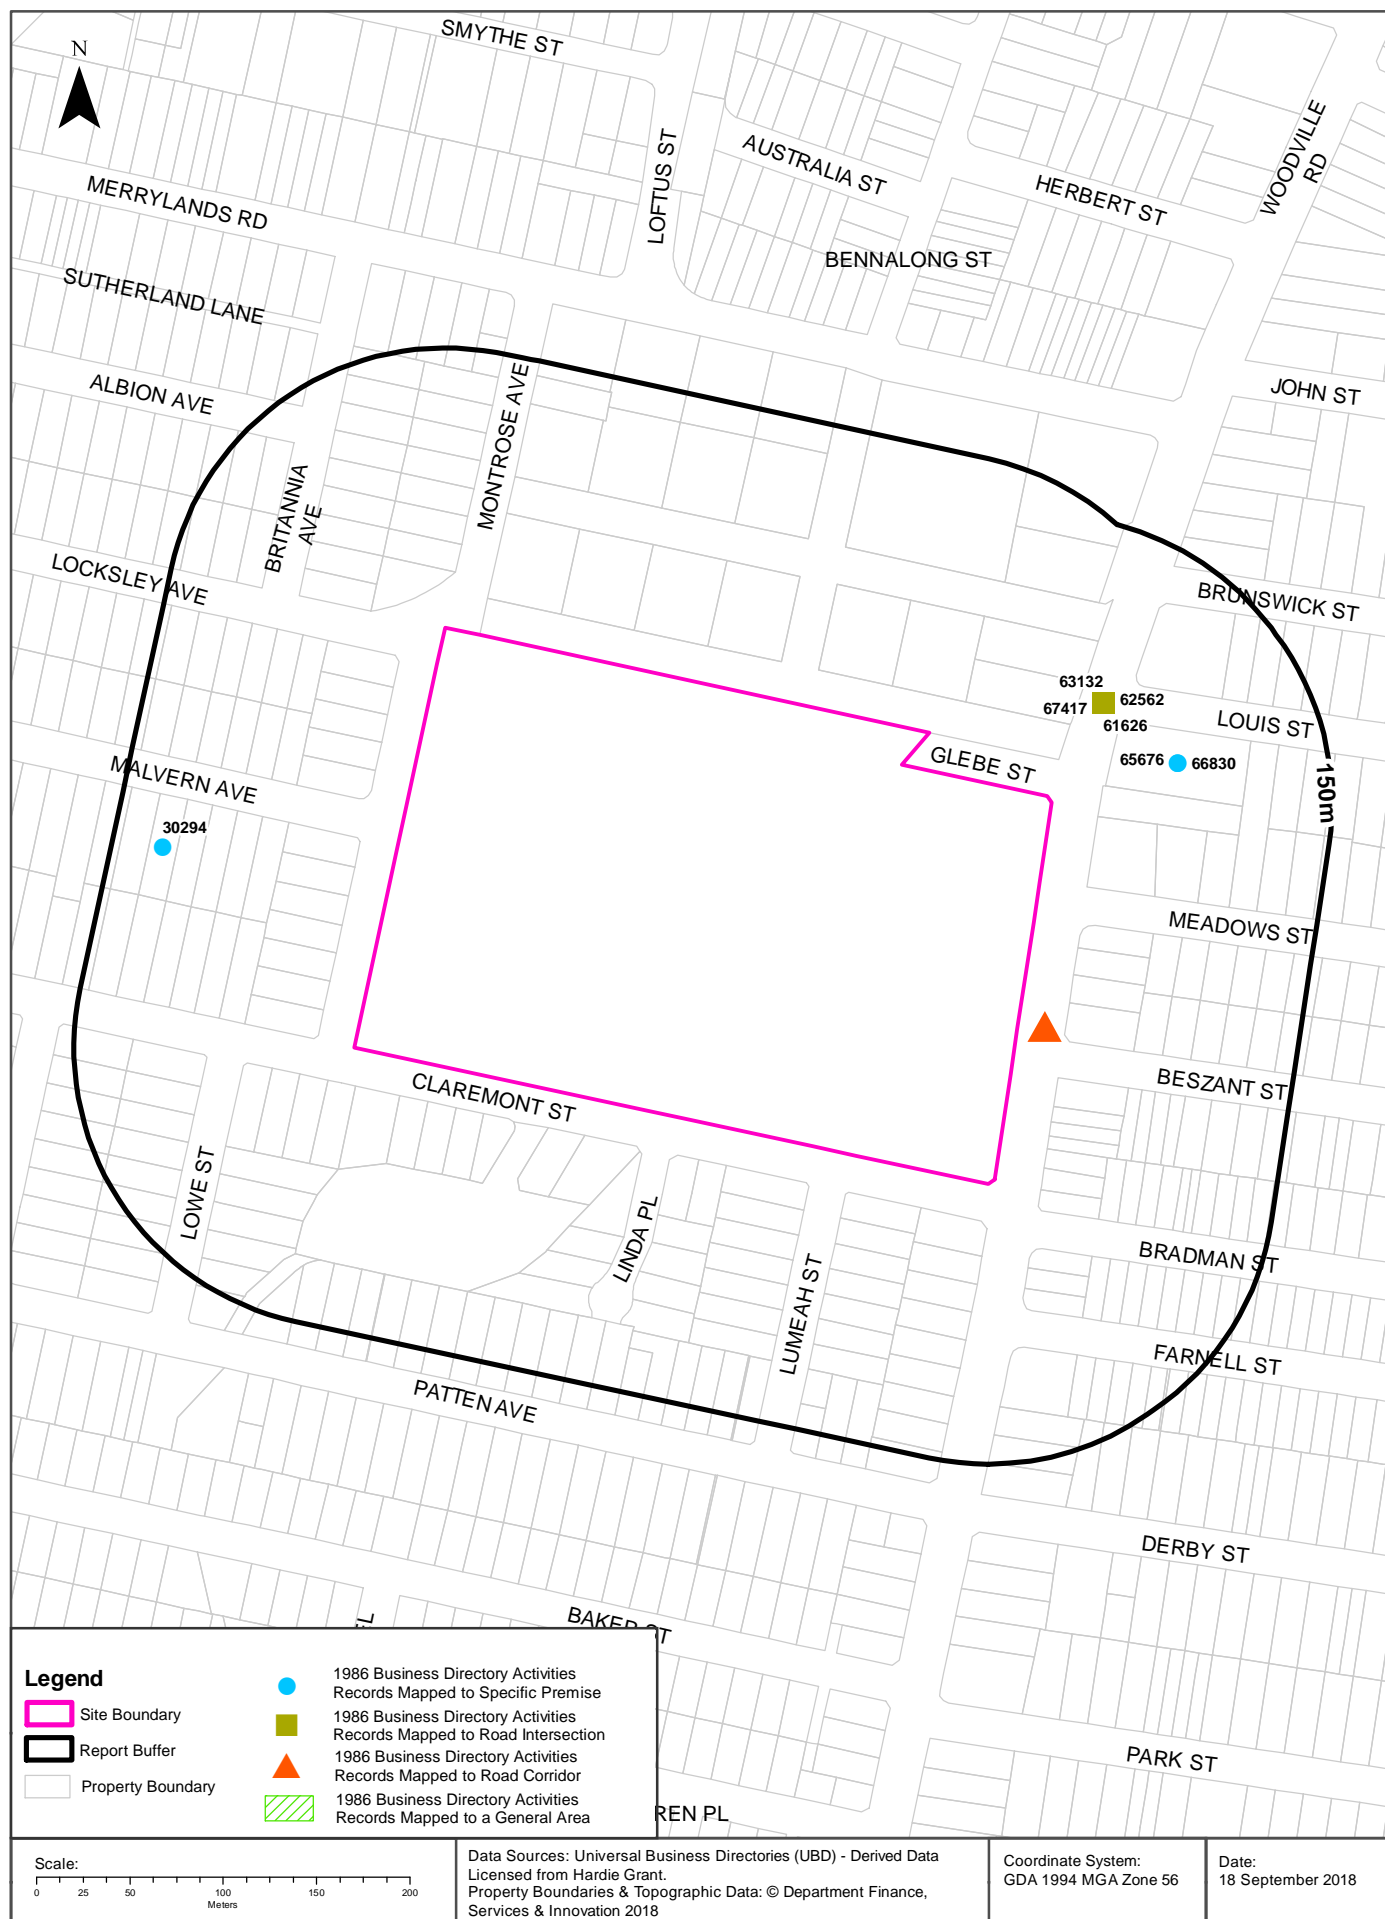 SMYTHE ST
N
WOODVILLE
RD
LOFTUS ST
AUSTRALIA ST
HERBERT ST
MERRYLANDS RD
BENNALONG ST
SUTHERLAND LANE
ALBION AVE
JOHN ST
MONTROSE AVE
BRITANNIA
AVE
LOCKSLEY AVE
BRUNSWICK ST
63132
62562
67417
61626
LOUIS ST
GLEBE ST
65676
66830
150m
MALVERN AVE
30294
MEADOWS ST
BESZANT ST
CLAREMONT ST
LOWE ST
LINDA PL
LUMEAH ST
BRADMAN ST
FARNELL ST
PATTEN AVE
DERBY ST
BAKER ST
EL
PARK ST
REN PL
Legend
Site Boundary
Report Buffer
Property Boundary
1986 Business Directory Activities
Records Mapped to Specific Premise
1986 Business Directory Activities
Records Mapped to Road Intersection
1986 Business Directory Activities
Records Mapped to Road Corridor
1986 Business Directory Activities
Records Mapped to a General Area
Scale:
0 25 50 100 150 200
Meters
Data Sources: Universal Business Directories (UBD) - Derived Data
Licensed from Hardie Grant.
Property Boundaries & Topographic Data: © Department Finance,
Services & Innovation 2018
Coordinate System:
GDA 1994 MGA Zone 56
Date:
18 September 2018